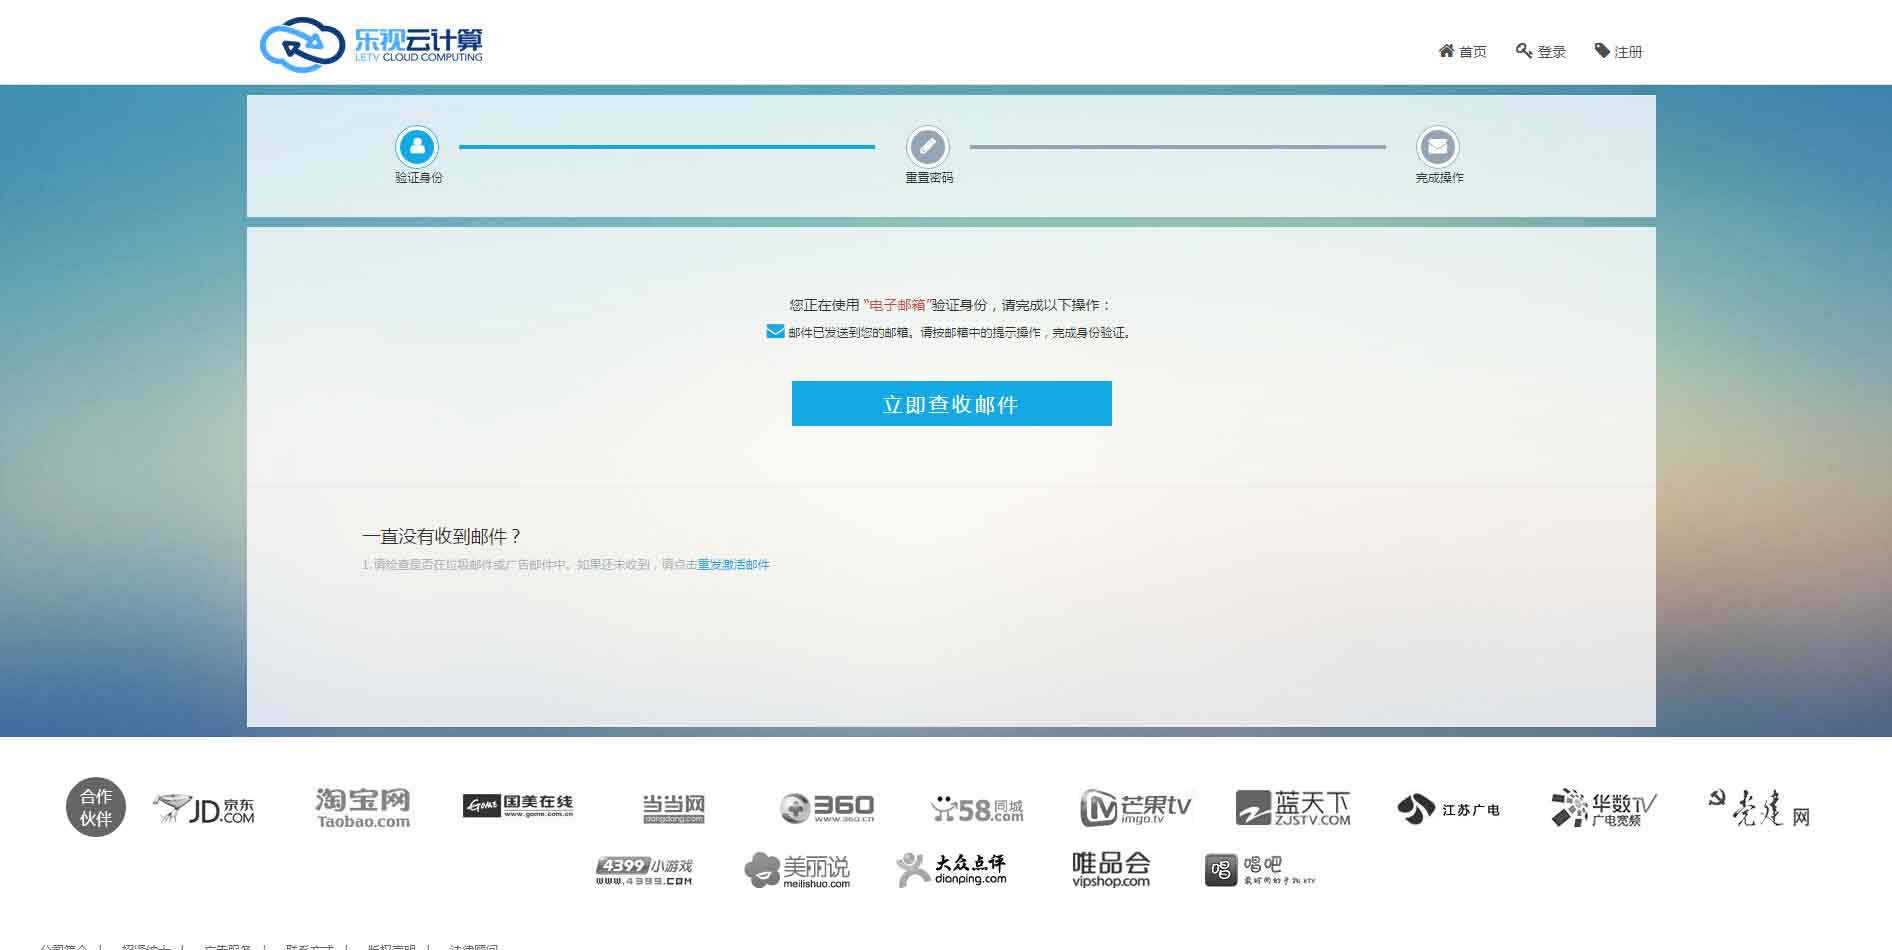 乐视云计算
LETV CLOUD COMPUTING
首页 登录 注册
验证身份 重置密码 完成操作
您正在使用 “电子邮箱”验证身份，请完成以下操作：
邮件已发送到您的邮箱。请按邮箱中的提示操作，完成身份验证。
立即查收邮件
一直没有收到邮件？
1.请检查是否在垃圾邮件或广告邮件中。如果还未收到，请点击重发激活邮件
合作
伙伴
JD 京东
.COM
淘宝网
Taobao.com
Gome 国美在线
www.gome.com.cn
当当网
dangdang.com
360
www.360.cn
58同城
.com
芒果tv
imgo.tv
蓝天下
ZJSTV.COM
江苏广电
华数TV
广电宽频
党建网
4399小游戏
www.4399.com
美丽说
meilishuo.com
大众点评
dianping.com
唯品会
vipshop.com
唱 唱吧
最时尚的手机KTV